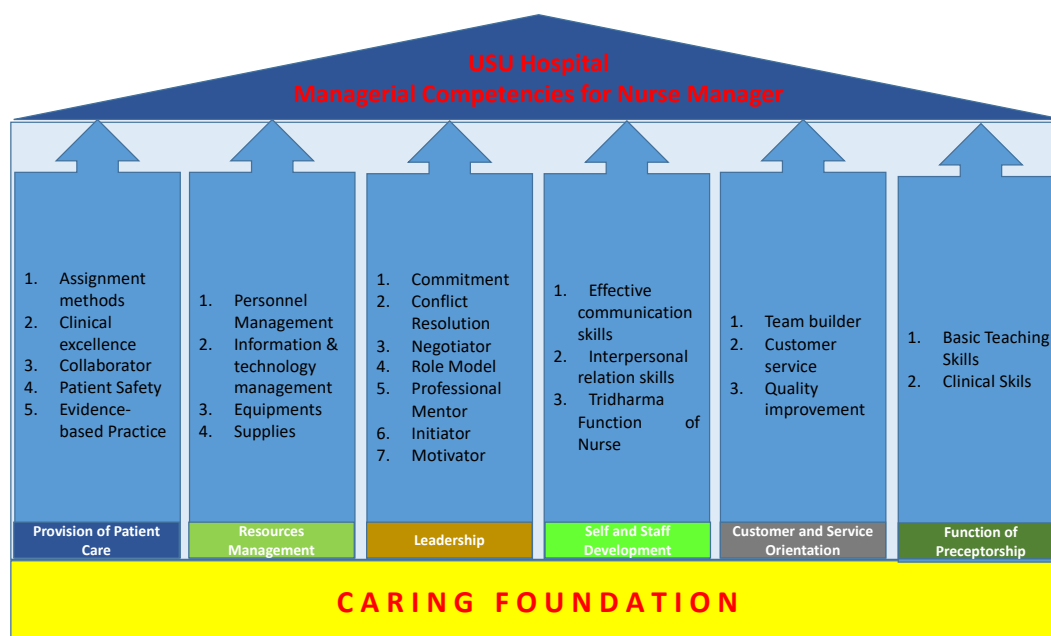 USU Hospital
Managerial Competencies for Nurse Manager
1. Assignment
methods
2. Clinical
excellence
3. Collaborator
4. Patient Safety
5. Evidence-
based Practice
Provision of Patient
Care
1. Personnel
Management
2. Information &
technology
management
3. Equipments
4. Supplies
Resources
Management
1. Commitment
2. Conflict
Resolution
3. Negotiator
4. Role Model
5. Professional
Mentor
6. Initiator
7. Motivator
Leadership
1. Effective
communication
skills
2. Interpersonal
relation skills
3. Tridharma
Function of
Nurse
Self and Staff
Development
1. Team builder
2. Customer
service
3. Quality
improvement
Customer and Service
Orientation
1. Basic Teaching
Skills
2. Clinical Skils
Function of
Preceptorship
CARING FOUNDATION